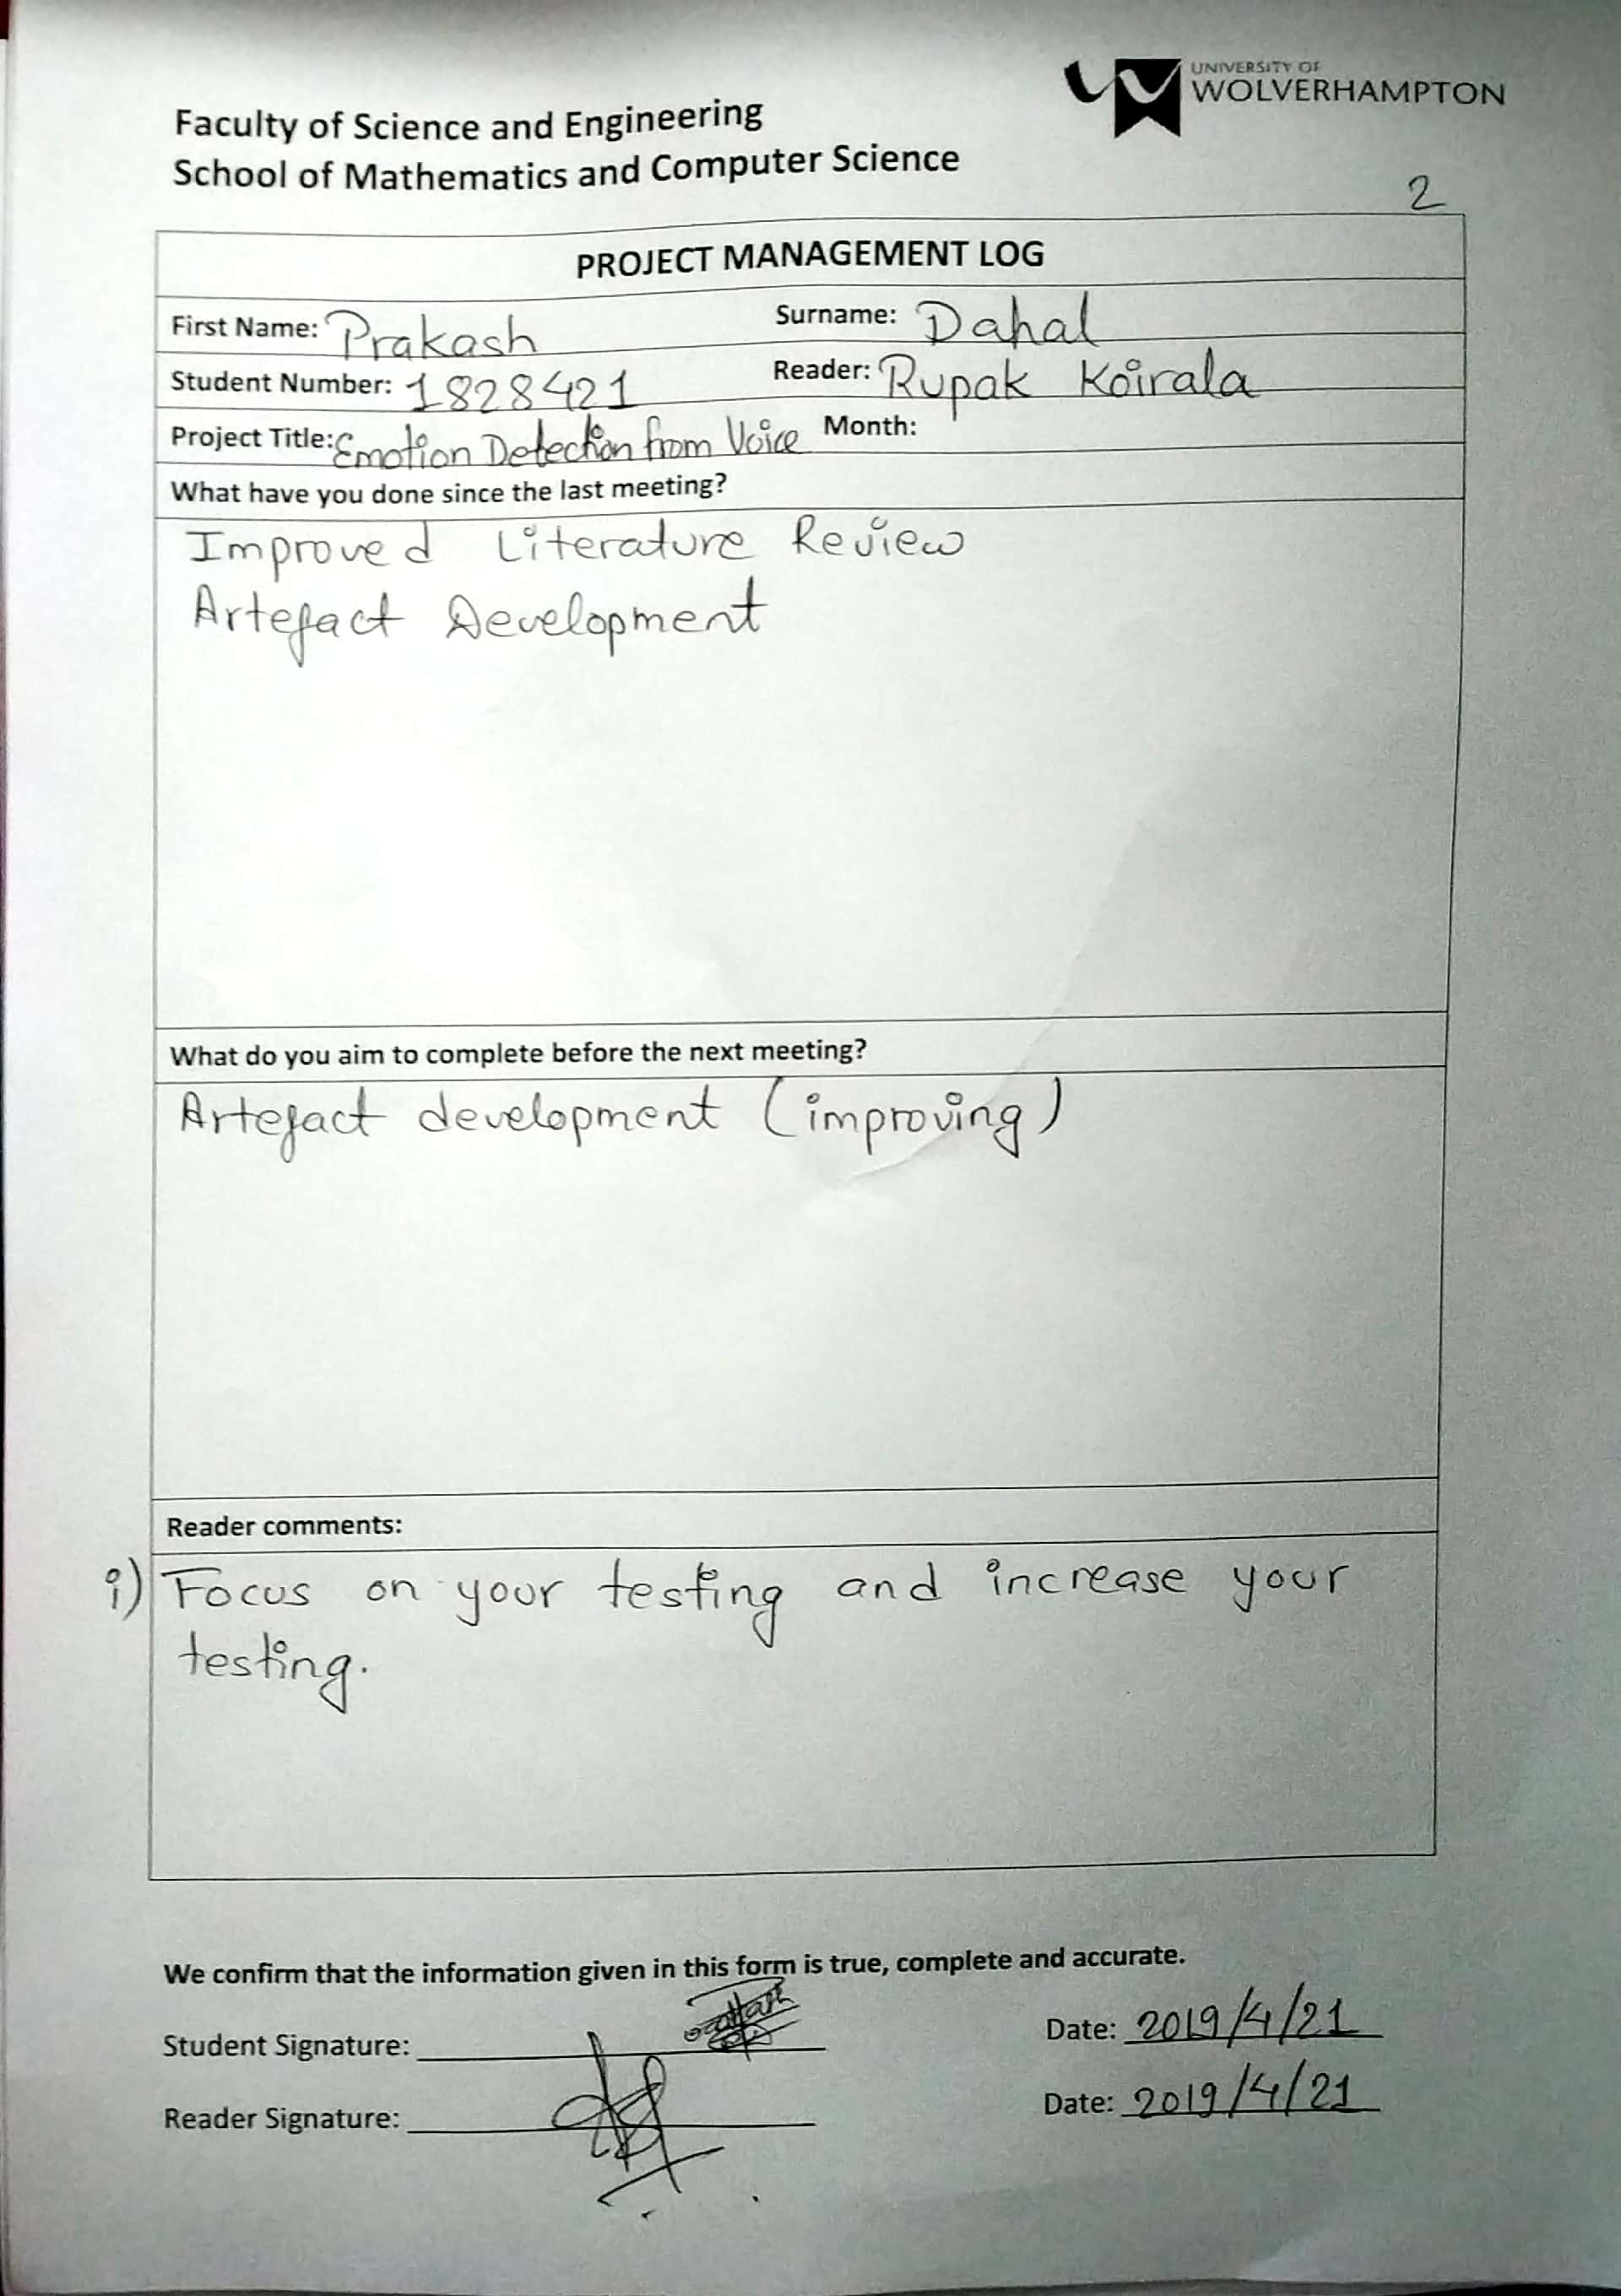 UNIVERSITY OF
WOLVERHAMPTON
Faculty of Science and Engineering
School of Mathematics and Computer Science
2
PROJECT MANAGEMENT LOG
First Name: Prakash Surname: Dahal
Student Number: 1828421 Reader: Rupak Koirala
Project Title: Emotion Detection from Voice Month:
What have you done since the last meeting?
Improved Literature Review
Artefact Development
What do you aim to complete before the next meeting?
Artefact development (improving)
Reader comments:
i) Focus on your testing and increase your
testing.
We confirm that the information given in this form is true, complete and accurate.
Student Signature: Date: 2019/4/21
Reader Signature: Date: 2019/4/21